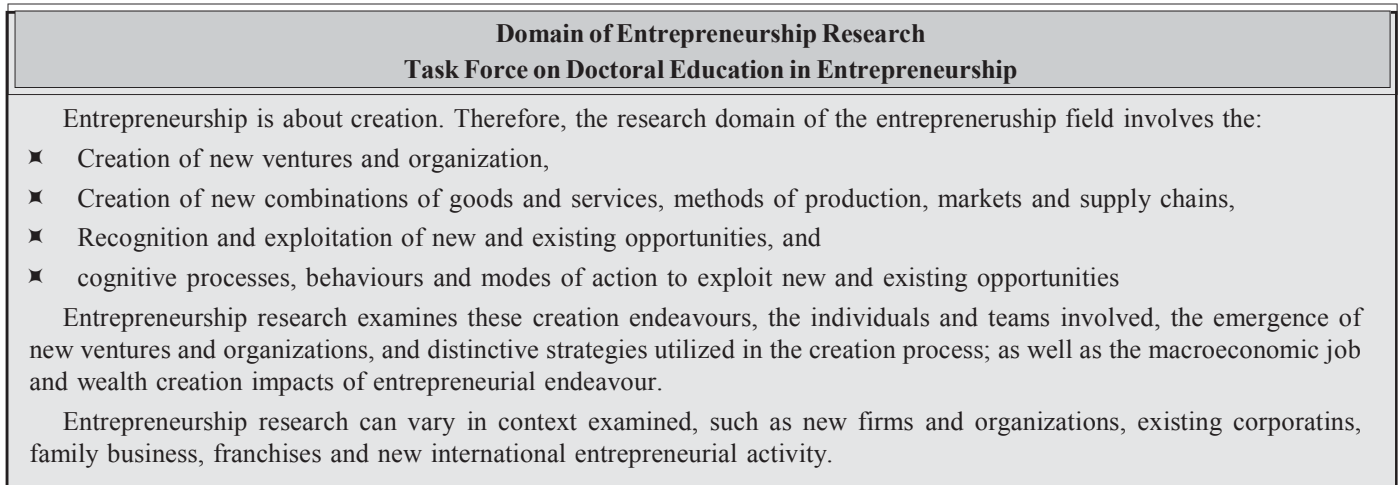 Domain of Entrepreneurship Research
Task Force on Doctoral Education in Entrepreneurship
Entrepreneurship is about creation. Therefore, the research domain of the entrepreneruship field involves the:
Creation of new ventures and organization,
Creation of new combinations of goods and services, methods of production, markets and supply chains,
Recognition and exploitation of new and existing opportunities, and
cognitive processes, behaviours and modes of action to exploit new and existing opportunities
Entrepreneurship research examines these creation endeavours, the individuals and teams involved, the emergence of
new ventures and organizations, and distinctive strategies utilized in the creation process; as well as the macroeconomic job
and wealth creation impacts of entrepreneurial endeavour.
Entrepreneurship research can vary in context examined, such as new firms and organizations, existing corporatins,
family business, franchises and new international entrepreneurial activity.